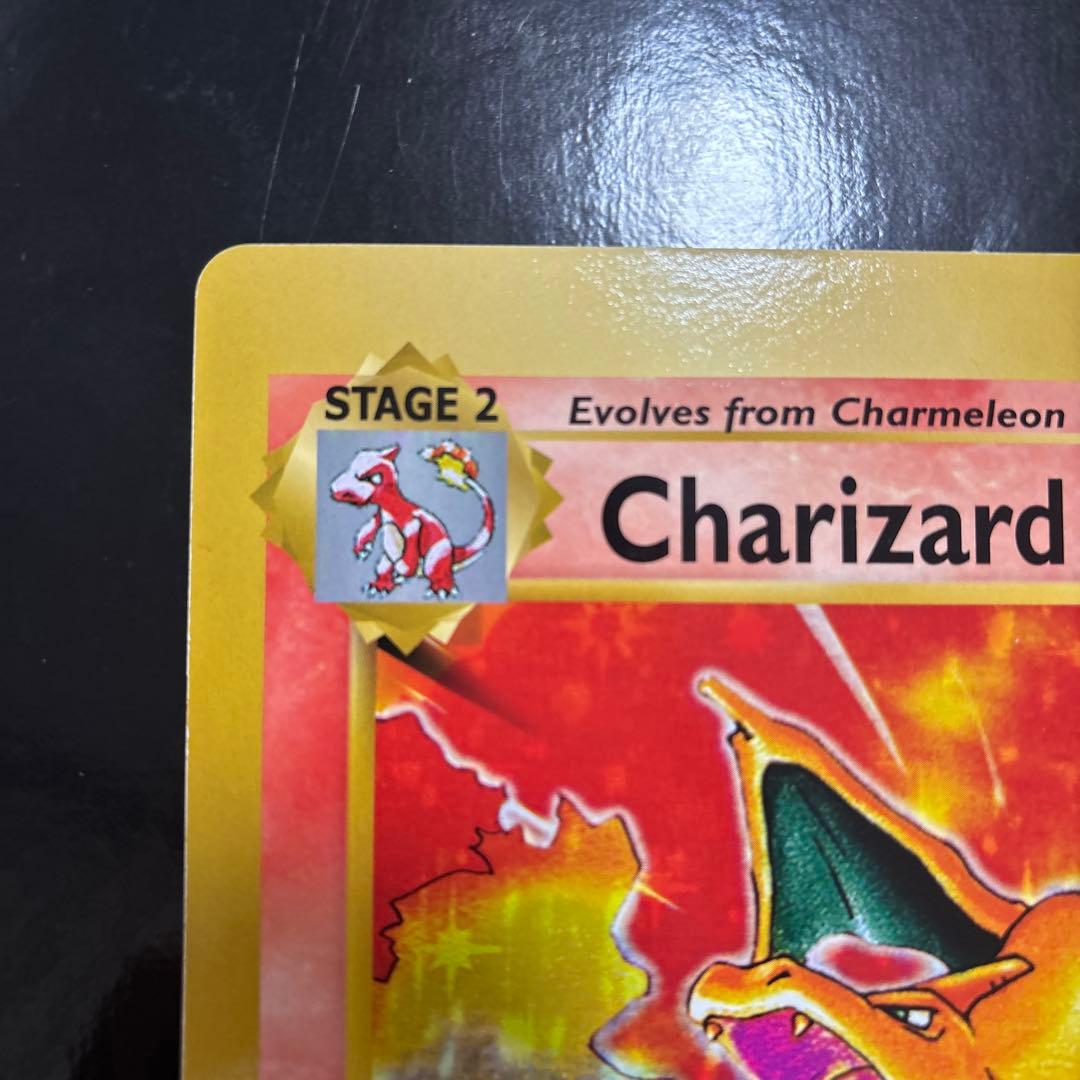 STAGE 2
Evolves from Charmeleon
Charizard